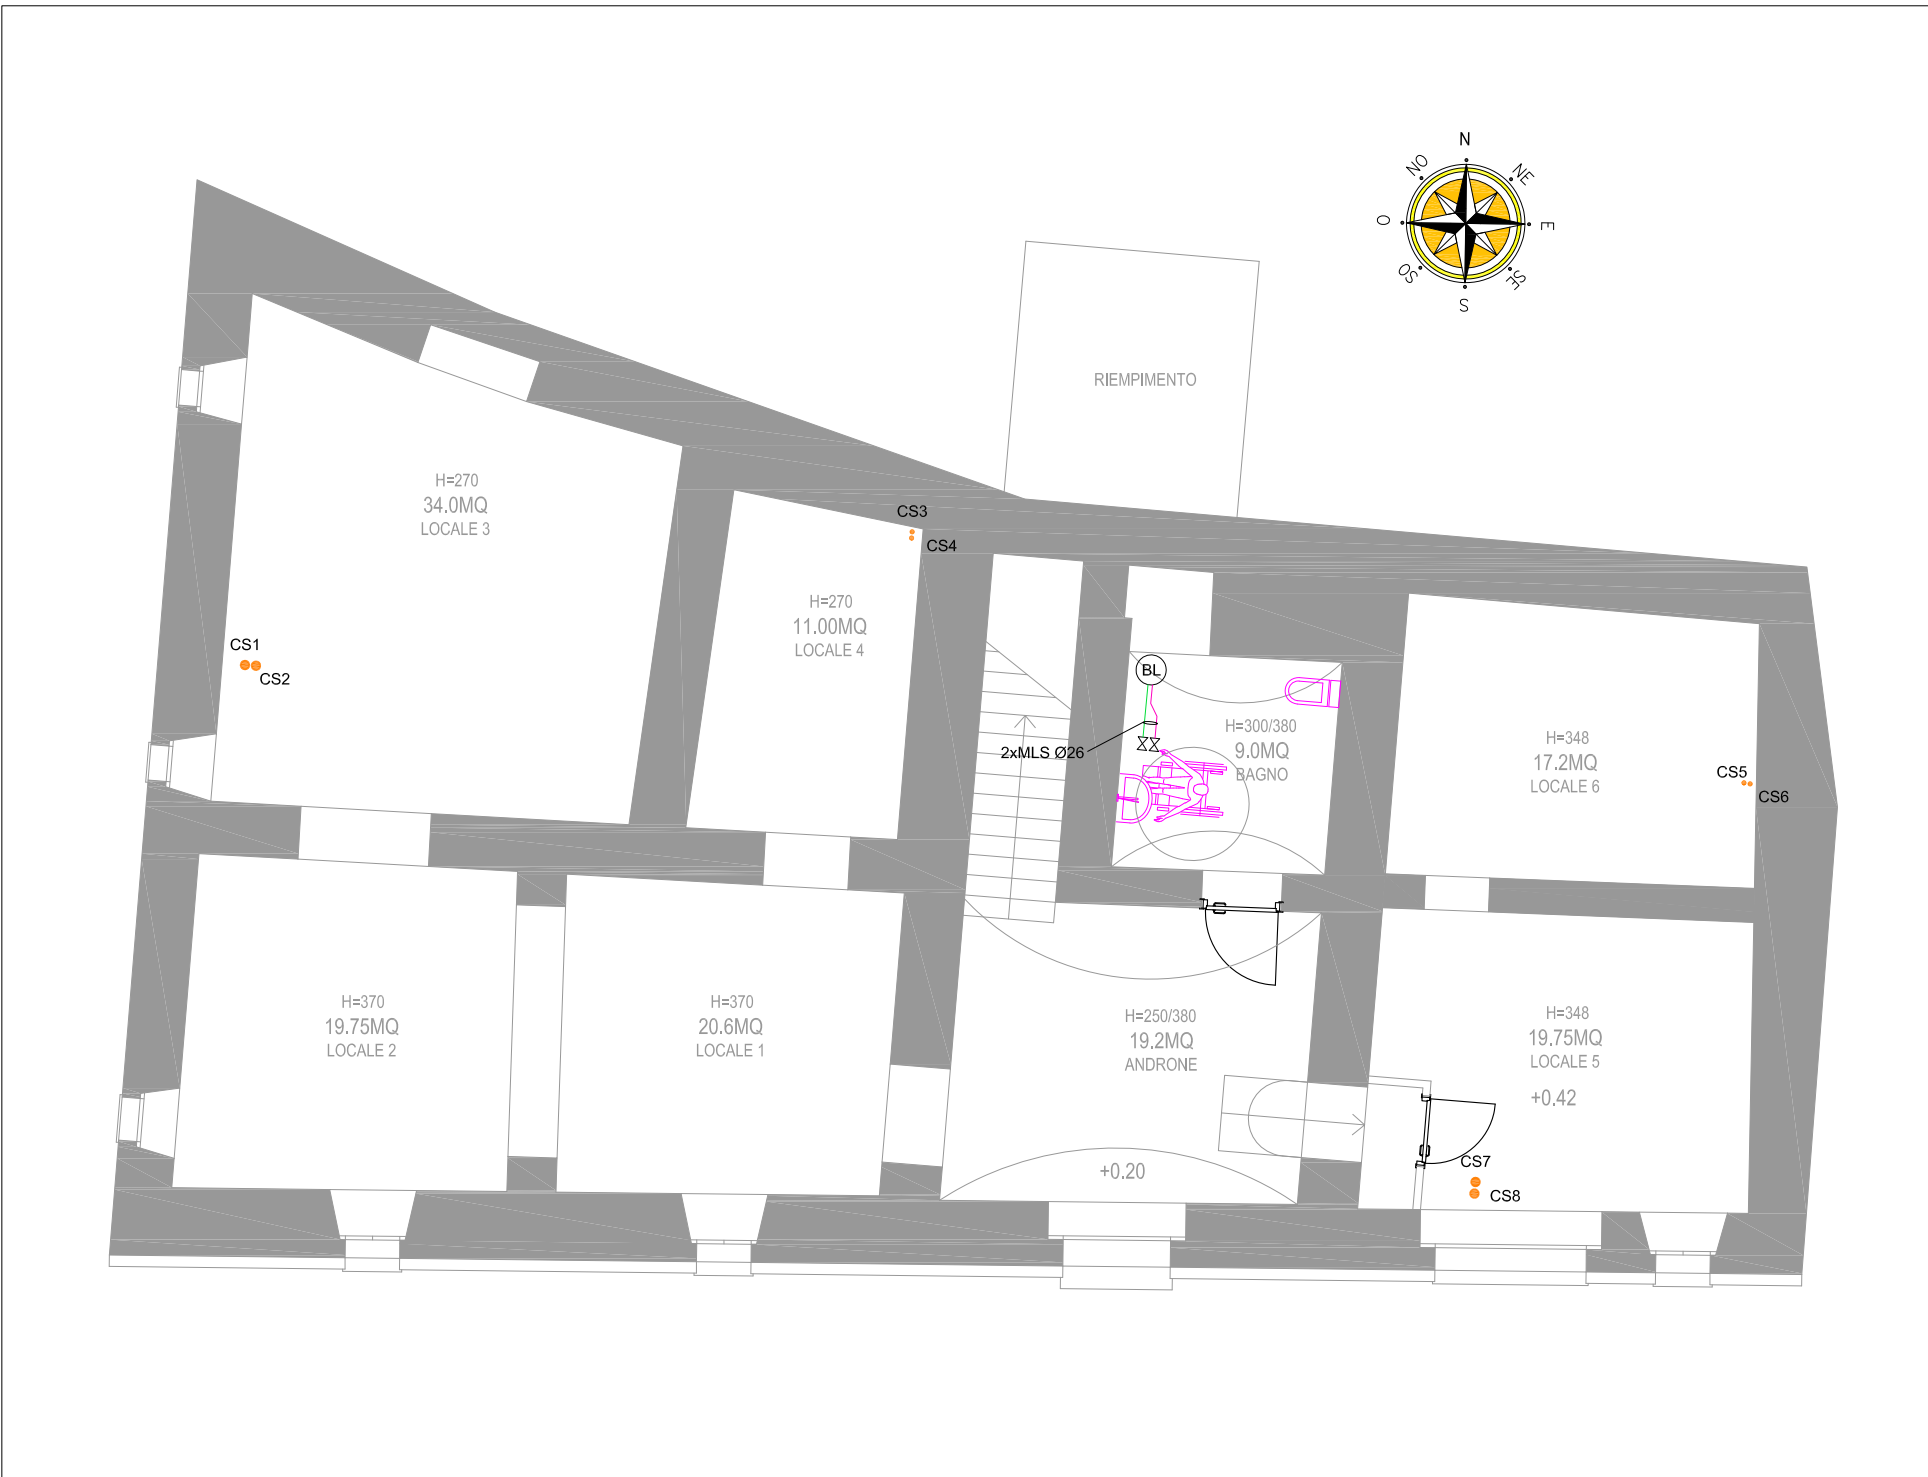 N
NO
NE
O
E
SO
SE
S
RIEMPIMENTO
H=270
34.0MQ
LOCALE 3
CS3
CS4
H=270
11.00MQ
LOCALE 4
CS1
CS2
BL
2xMLS Ø26
H=300/380
9.0MQ
BAGNO
H=348
17.2MQ
LOCALE 6
CS5
CS6
H=370
19.75MQ
LOCALE 2
H=370
20.6MQ
LOCALE 1
H=250/380
19.2MQ
ANDRONE
H=348
19.75MQ
LOCALE 5
+0.42
+0.20
CS7
CS8